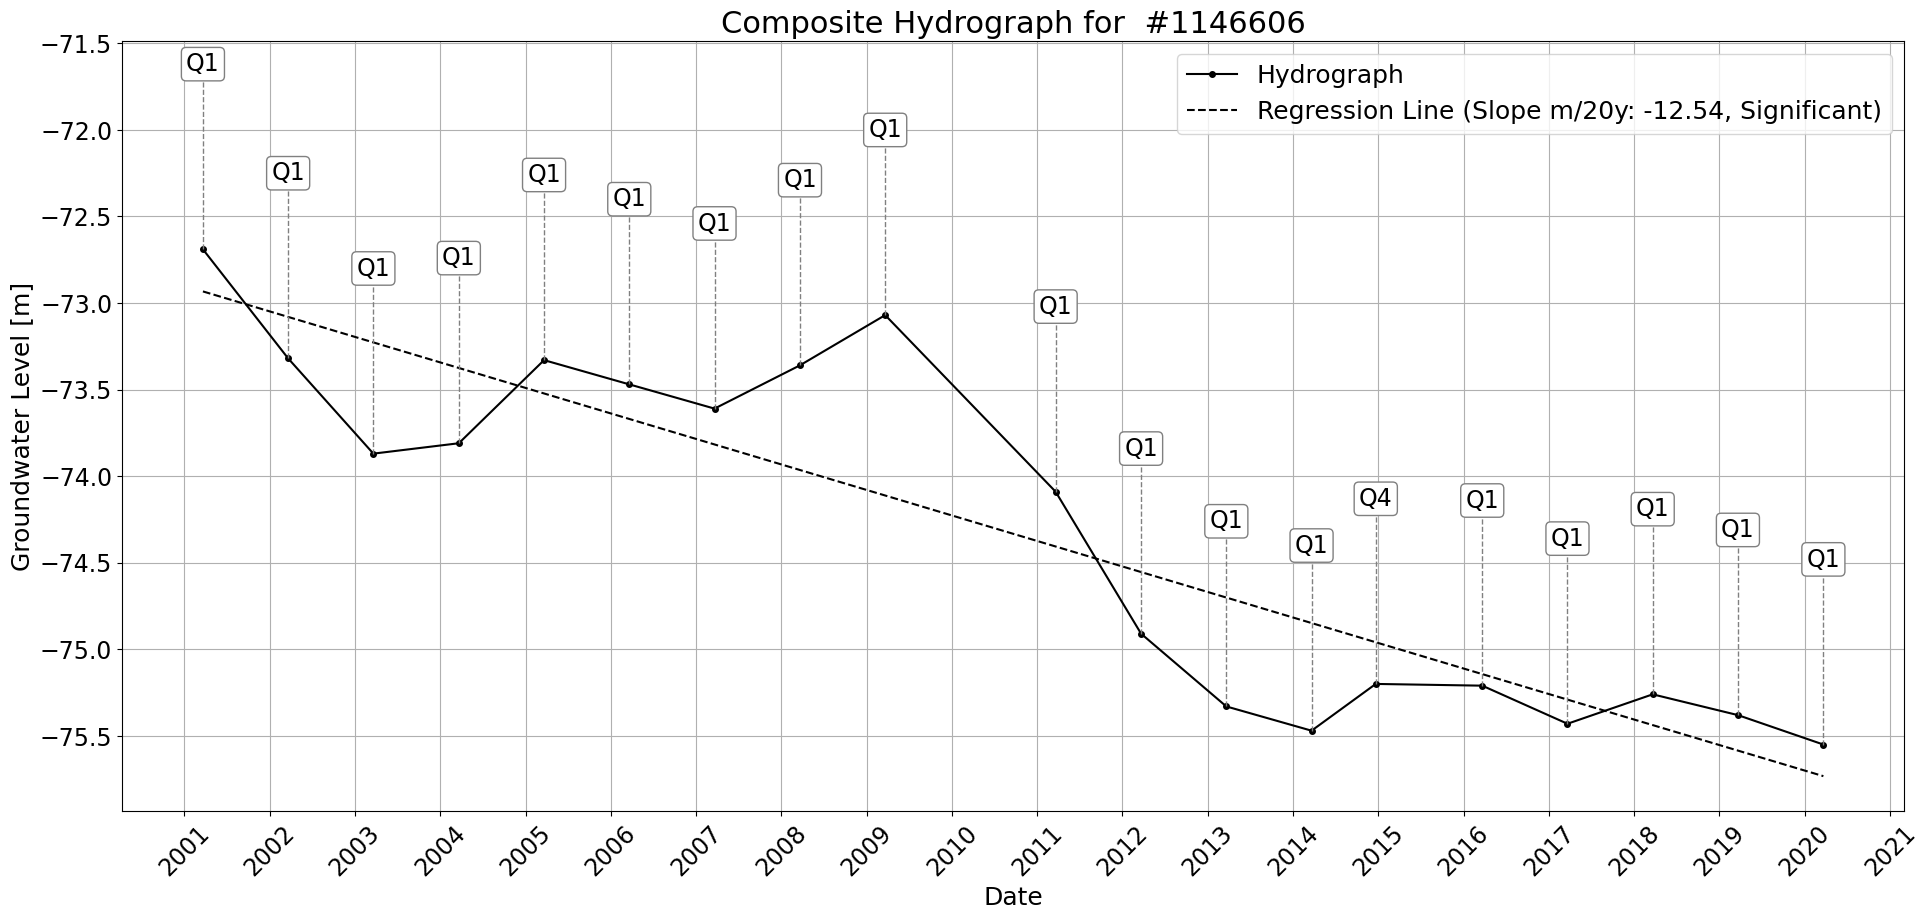 Composite Hydrograph for  #1146606
Hydrograph
Regression Line (Slope m/20y: -12.54, Significant)
Groundwater Level [m]
−71.5
−72.0
−72.5
−73.0
−73.5
−74.0
−74.5
−75.0
−75.5
Q1
Q1
Q1
Q1
Q1
Q1
Q1
Q1
Q1
Q1
Q1
Q1
Q1
Q4
Q1
Q1
Q1
Q1
Q1
2001
2002
2003
2004
2005
2006
2007
2008
2009
2010
2011
2012
2013
2014
2015
2016
2017
2018
2019
2020
2021
Date